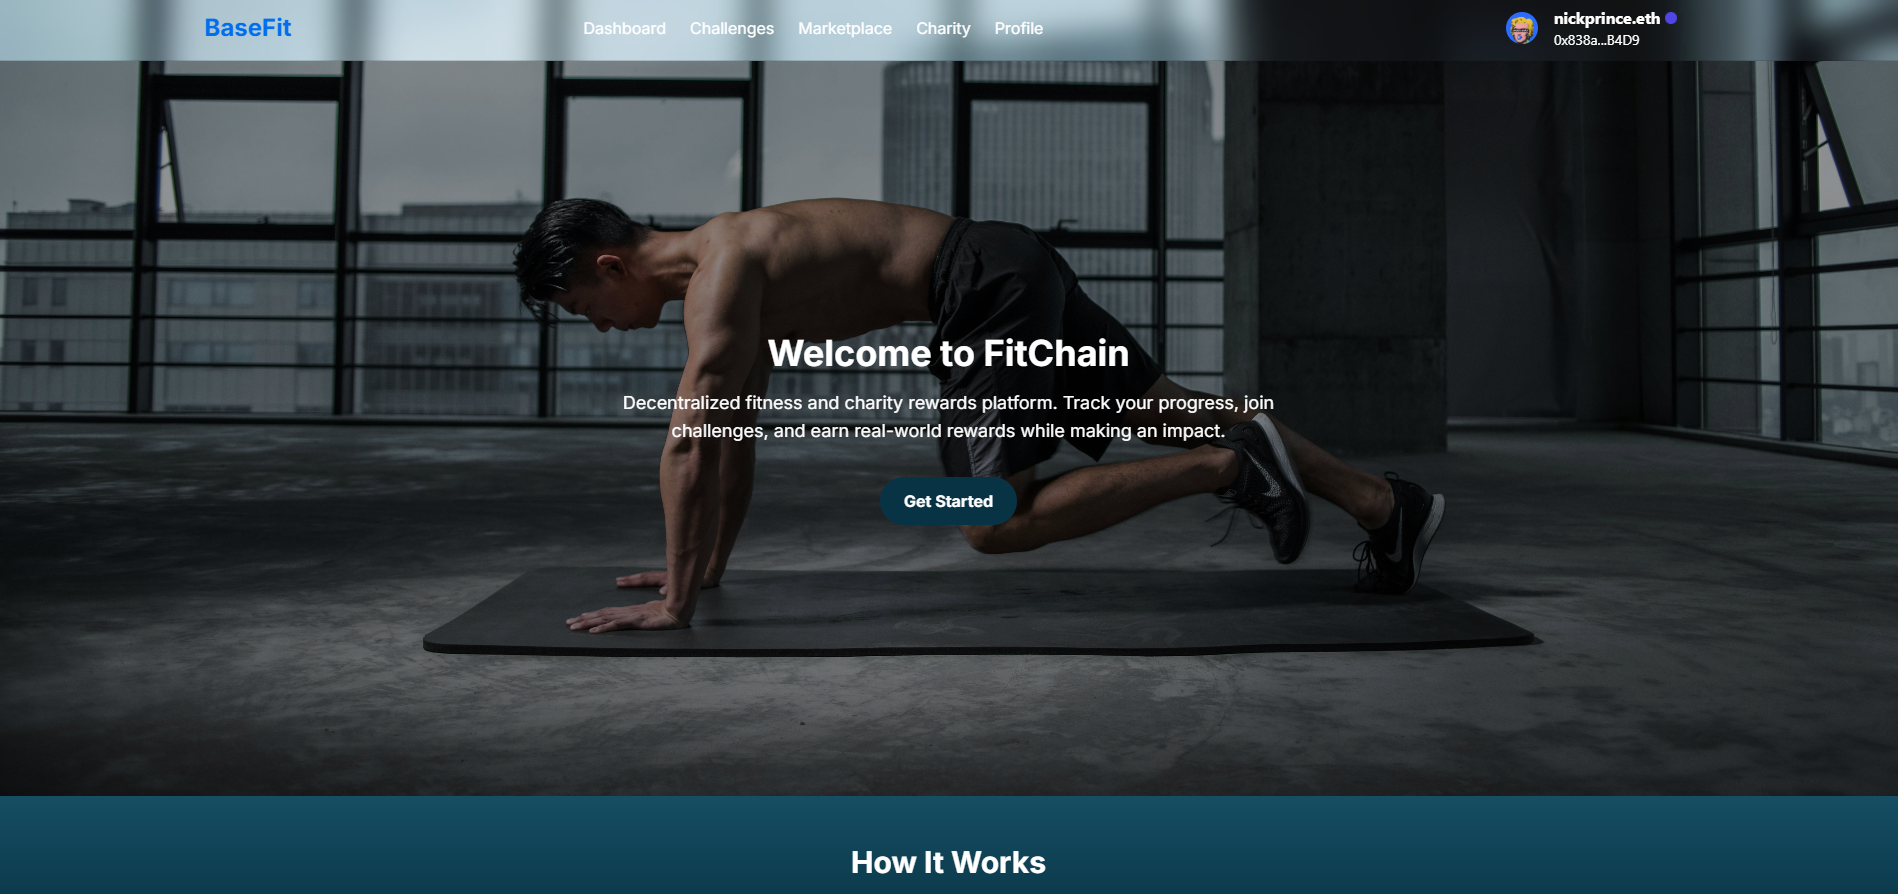 BaseFit
Dashboard Challenges Marketplace Charity Profile
nickprince.eth
0x838a...B4D9
Welcome to FitChain
Decentralized fitness and charity rewards platform. Track your progress, join
challenges, and earn real-world rewards while making an impact.
Get Started
How It Works